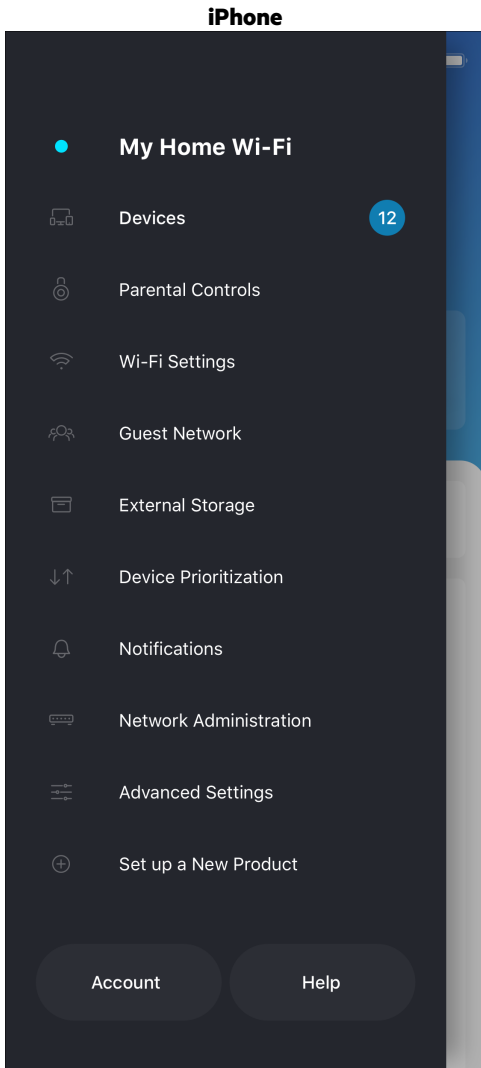 iPhone
My Home Wi-Fi
Devices 12
Parental Controls
Wi-Fi Settings
Guest Network
External Storage
Device Prioritization
Notifications
Network Administration
Advanced Settings
Set up a New Product
Account Help